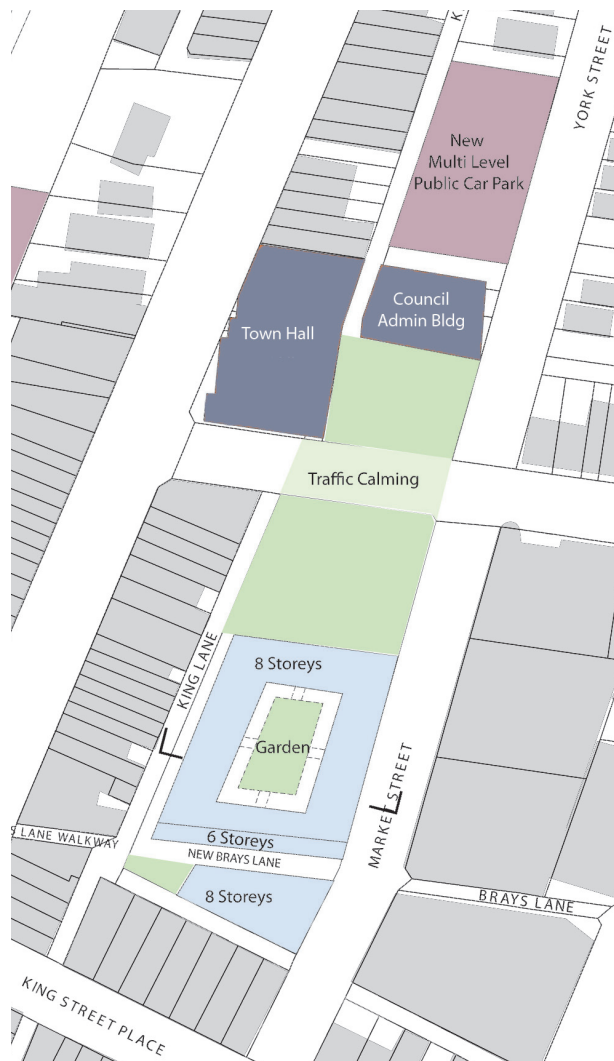 K
YORK STREET
New
Multi Level
Public Car Park
Council
Admin Bldg
Town Hall
Traffic Calming
KING LANE
8 Storeys
Garden
MARKET STREET
6 Storeys
S LANE WALKWAY
NEW BRAYS LANE
8 Storeys
BRAYS LANE
KING STREET PLACE